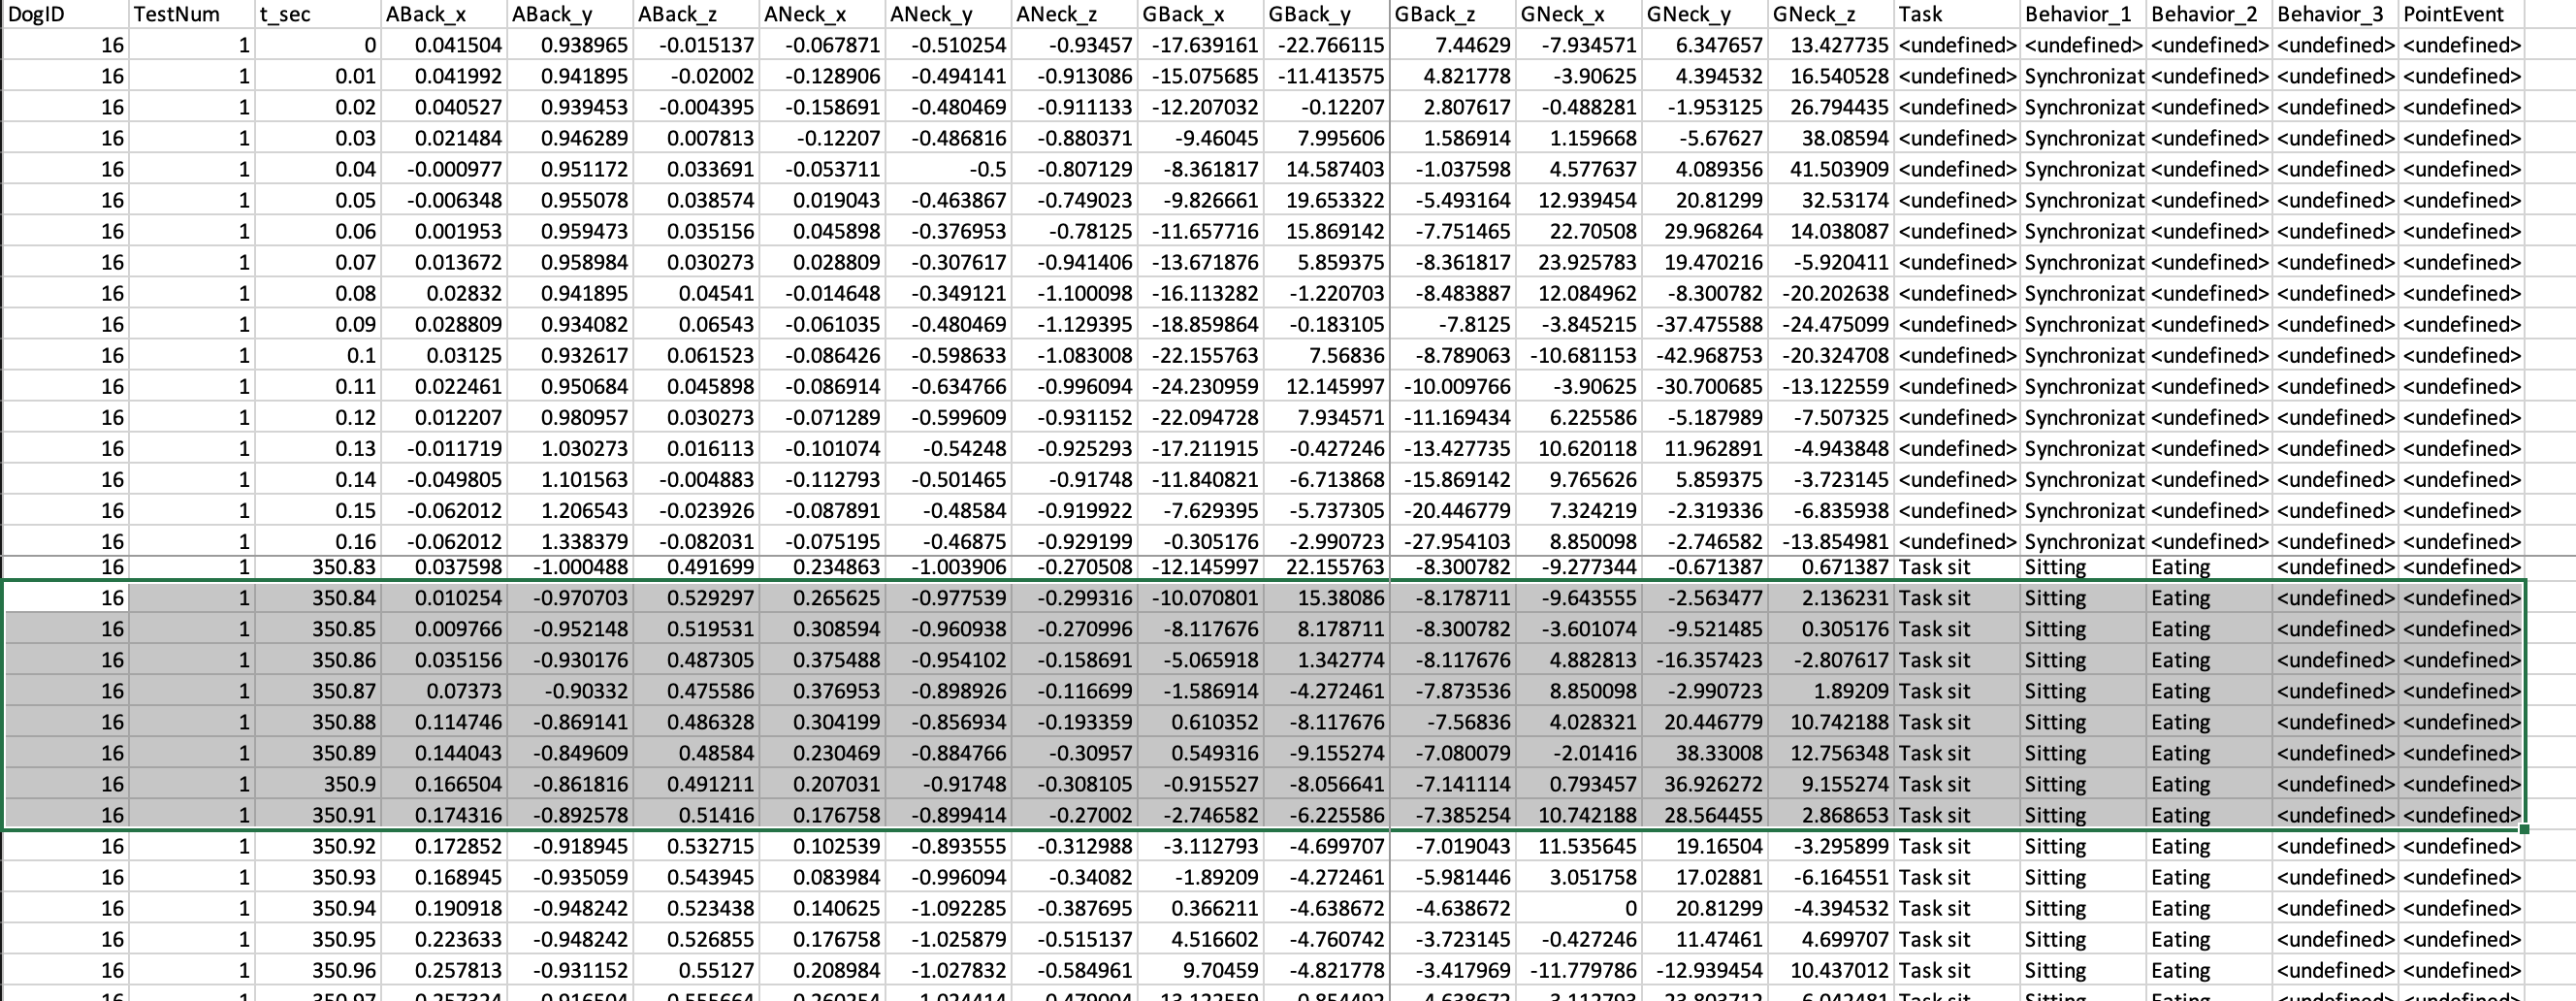 DogID TestNum t_sec ABack_x ABack_y ABack_z ANeck_x ANeck_y ANeck_z GBack_x GBack_y GBack_z GNeck_x GNeck_y GNeck_z Task Behavior_1 Behavior_2 Behavior_3 PointEvent
16 1 0 0.041504 0.938965 -0.015137 -0.067871 -0.510254 -0.93457 -17.639161 -22.766115 7.44629 -7.934571 6.347657 13.427735 <undefined> <undefined> <undefined> <undefined> <undefined>
16 1 0.01 0.041992 0.941895 -0.02002 -0.128906 -0.494141 -0.913086 -15.075685 -11.413575 4.821778 -3.90625 4.394532 16.540528 <undefined> Synchronizat <undefined> <undefined> <undefined>
16 1 0.02 0.040527 0.939453 -0.004395 -0.158691 -0.480469 -0.911133 -12.207032 -0.12207 2.807617 -0.488281 -1.953125 26.794435 <undefined> Synchronizat <undefined> <undefined> <undefined>
16 1 0.03 0.021484 0.946289 0.007813 -0.12207 -0.486816 -0.880371 -9.46045 7.995606 1.586914 1.159668 -5.67627 38.08594 <undefined> Synchronizat <undefined> <undefined> <undefined>
16 1 0.04 -0.000977 0.951172 0.033691 -0.053711 -0.5 -0.807129 -8.361817 14.587403 -1.037598 4.577637 4.089356 41.503909 <undefined> Synchronizat <undefined> <undefined> <undefined>
16 1 0.05 -0.006348 0.955078 0.038574 0.019043 -0.463867 -0.749023 -9.826661 19.653322 -5.493164 12.939454 20.81299 32.53174 <undefined> Synchronizat <undefined> <undefined> <undefined>
16 1 0.06 0.001953 0.959473 0.035156 0.045898 -0.376953 -0.78125 -11.657716 15.869142 -7.751465 22.70508 29.968264 14.038087 <undefined> Synchronizat <undefined> <undefined> <undefined>
16 1 0.07 0.013672 0.958984 0.030273 0.028809 -0.307617 -0.941406 -13.671876 5.859375 -8.361817 23.925783 19.470216 -5.920411 <undefined> Synchronizat <undefined> <undefined> <undefined>
16 1 0.08 0.02832 0.941895 0.04541 -0.014648 -0.349121 -1.100098 -16.113282 -1.220703 -8.483887 12.084962 -8.300782 -20.202638 <undefined> Synchronizat <undefined> <undefined> <undefined>
16 1 0.09 0.028809 0.934082 0.06543 -0.061035 -0.480469 -1.129395 -18.859864 -0.183105 -7.8125 -3.845215 -37.475588 -24.475099 <undefined> Synchronizat <undefined> <undefined> <undefined>
16 1 0.1 0.03125 0.932617 0.061523 -0.086426 -0.598633 -1.083008 -22.155763 7.56836 -8.789063 -10.681153 -42.968753 -20.324708 <undefined> Synchronizat <undefined> <undefined> <undefined>
16 1 0.11 0.022461 0.950684 0.045898 -0.086914 -0.634766 -0.996094 -24.230959 12.145997 -10.009766 -3.90625 -30.700685 -13.122559 <undefined> Synchronizat <undefined> <undefined> <undefined>
16 1 0.12 0.012207 0.980957 0.030273 -0.071289 -0.599609 -0.931152 -22.094728 7.934571 -11.169434 6.225586 -5.187989 -7.507325 <undefined> Synchronizat <undefined> <undefined> <undefined>
16 1 0.13 -0.011719 1.030273 0.016113 -0.101074 -0.54248 -0.925293 -17.211915 -0.427246 -13.427735 10.620118 11.962891 -4.943848 <undefined> Synchronizat <undefined> <undefined> <undefined>
16 1 0.14 -0.049805 1.101563 -0.004883 -0.112793 -0.501465 -0.91748 -11.840821 -6.713868 -15.869142 9.765626 5.859375 -3.723145 <undefined> Synchronizat <undefined> <undefined> <undefined>
16 1 0.15 -0.062012 1.206543 -0.023926 -0.087891 -0.48584 -0.919922 -7.629395 -5.737305 -20.446779 7.324219 -2.319336 -6.835938 <undefined> Synchronizat <undefined> <undefined> <undefined>
16 1 0.16 -0.062012 1.338379 -0.082031 -0.075195 -0.46875 -0.929199 -0.305176 -2.990723 -27.954103 8.850098 -2.746582 -13.854981 <undefined> Synchronizat <undefined> <undefined> <undefined>
16 1 350.83 0.037598 -1.000488 0.491699 0.234863 -1.003906 -0.270508 -12.145997 22.155763 -8.300782 -9.277344 -0.671387 0.671387 Task sit Sitting Eating <undefined> <undefined>
16 1 350.84 0.010254 -0.970703 0.529297 0.265625 -0.977539 -0.299316 -10.070801 15.38086 -8.178711 -9.643555 -2.563477 2.136231 Task sit Sitting Eating <undefined> <undefined>
16 1 350.85 0.009766 -0.952148 0.519531 0.308594 -0.960938 -0.270996 -8.117676 8.178711 -8.300782 -3.601074 -9.521485 0.305176 Task sit Sitting Eating <undefined> <undefined>
16 1 350.86 0.035156 -0.930176 0.487305 0.375488 -0.954102 -0.158691 -5.065918 1.342774 -8.117676 4.882813 -16.357423 -2.807617 Task sit Sitting Eating <undefined> <undefined>
16 1 350.87 0.07373 -0.90332 0.475586 0.376953 -0.898926 -0.116699 -1.586914 -4.272461 -7.873536 8.850098 -2.990723 1.89209 Task sit Sitting Eating <undefined> <undefined>
16 1 350.88 0.114746 -0.869141 0.486328 0.304199 -0.856934 -0.193359 0.610352 -8.117676 -7.56836 4.028321 20.446779 10.742188 Task sit Sitting Eating <undefined> <undefined>
16 1 350.89 0.144043 -0.849609 0.48584 0.230469 -0.884766 -0.30957 0.549316 -9.155274 -7.080079 -2.01416 38.33008 12.756348 Task sit Sitting Eating <undefined> <undefined>
16 1 350.9 0.166504 -0.861816 0.491211 0.207031 -0.91748 -0.308105 -0.915527 -8.056641 -7.141114 0.793457 36.926272 9.155274 Task sit Sitting Eating <undefined> <undefined>
16 1 350.91 0.174316 -0.892578 0.51416 0.176758 -0.899414 -0.27002 -2.746582 -6.225586 -7.385254 10.742188 28.564455 2.868653 Task sit Sitting Eating <undefined> <undefined>
16 1 350.92 0.172852 -0.918945 0.532715 0.102539 -0.893555 -0.312988 -3.112793 -4.699707 -7.019043 11.535645 19.16504 -3.295899 Task sit Sitting Eating <undefined> <undefined>
16 1 350.93 0.168945 -0.935059 0.543945 0.083984 -0.996094 -0.34082 -1.89209 -4.272461 -5.981446 3.051758 17.02881 -6.164551 Task sit Sitting Eating <undefined> <undefined>
16 1 350.94 0.190918 -0.948242 0.523438 0.140625 -1.092285 -0.387695 0.366211 -4.638672 -4.638672 0 20.81299 -4.394532 Task sit Sitting Eating <undefined> <undefined>
16 1 350.95 0.223633 -0.948242 0.526855 0.176758 -1.025879 -0.515137 4.516602 -4.760742 -3.723145 -0.427246 11.47461 4.699707 Task sit Sitting Eating <undefined> <undefined>
16 1 350.96 0.257813 -0.931152 0.55127 0.208984 -1.027832 -0.584961 9.70459 -4.821778 -3.417969 -11.779786 -12.939454 10.437012 Task sit Sitting Eating <undefined> <undefined>